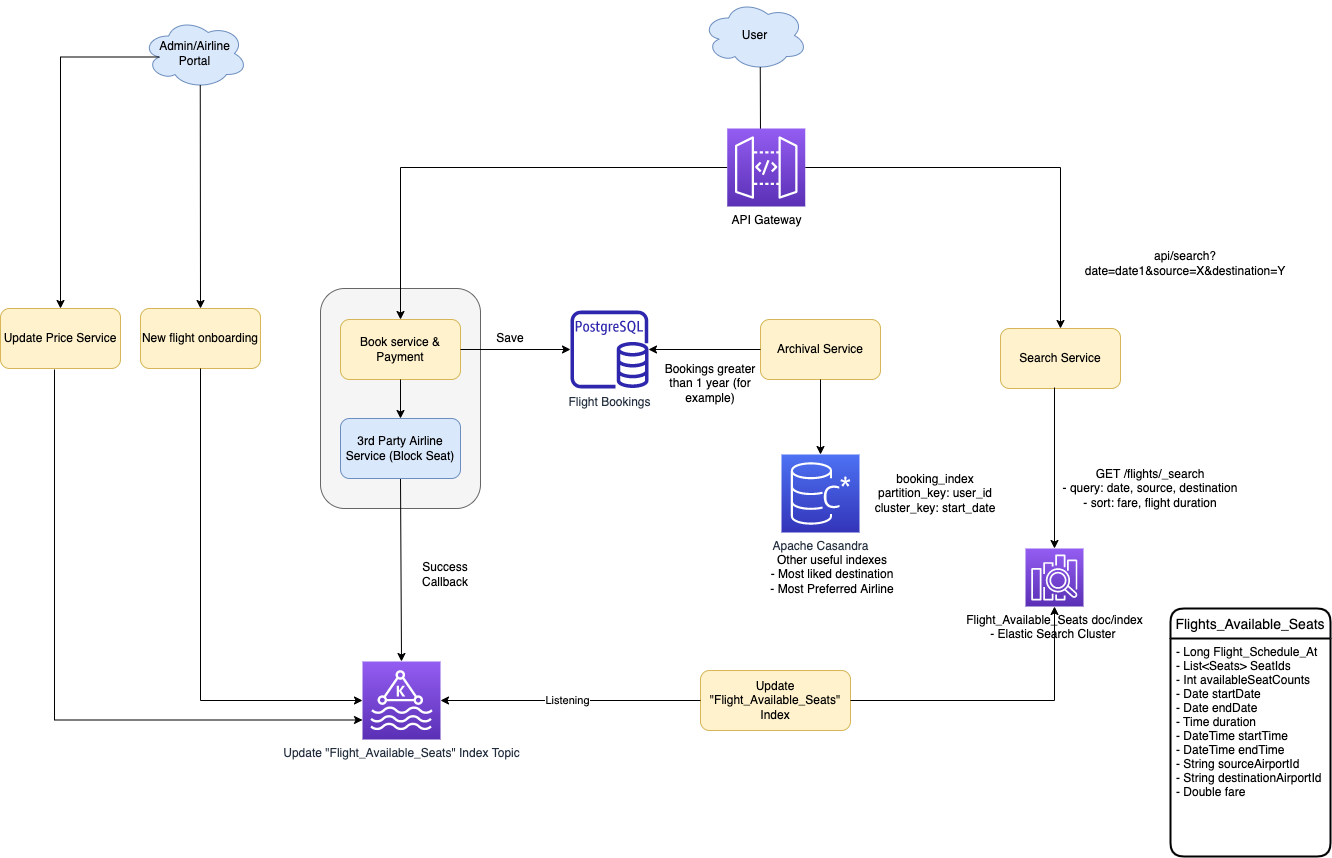 Admin/Airline
Portal
User
API Gateway
api/search?
date=date1&source=X&destination=Y
Update Price Service
New flight onboarding
Book service &
Payment
Save
PostgreSQL
Flight Bookings
Archival Service
Bookings greater
than 1 year (for
example)
Search Service
3rd Party Airline
Service (Block Seat)
C*
booking_index
partition_key: user_id
cluster_key: start_date
GET /flights/_search
- query: date, source, destination
- sort: fare, flight duration
Apache Casandra
Other useful indexes
- Most liked destination
- Most Preferred Airline
Success
Callback
Flight_Available_Seats doc/index
- Elastic Search Cluster
K
Update "Flight_Available_Seats" Index Topic
Listening
Update
"Flight_Available_Seats"
Index
Flights_Available_Seats
- Long Flight_Schedule_At
- List<Seats> SeatIds
- Int availableSeatCounts
- Date startDate
- Date endDate
- Time duration
- DateTime startTime
- DateTime endTime
- String sourceAirportId
- String destinationAirportId
- Double fare